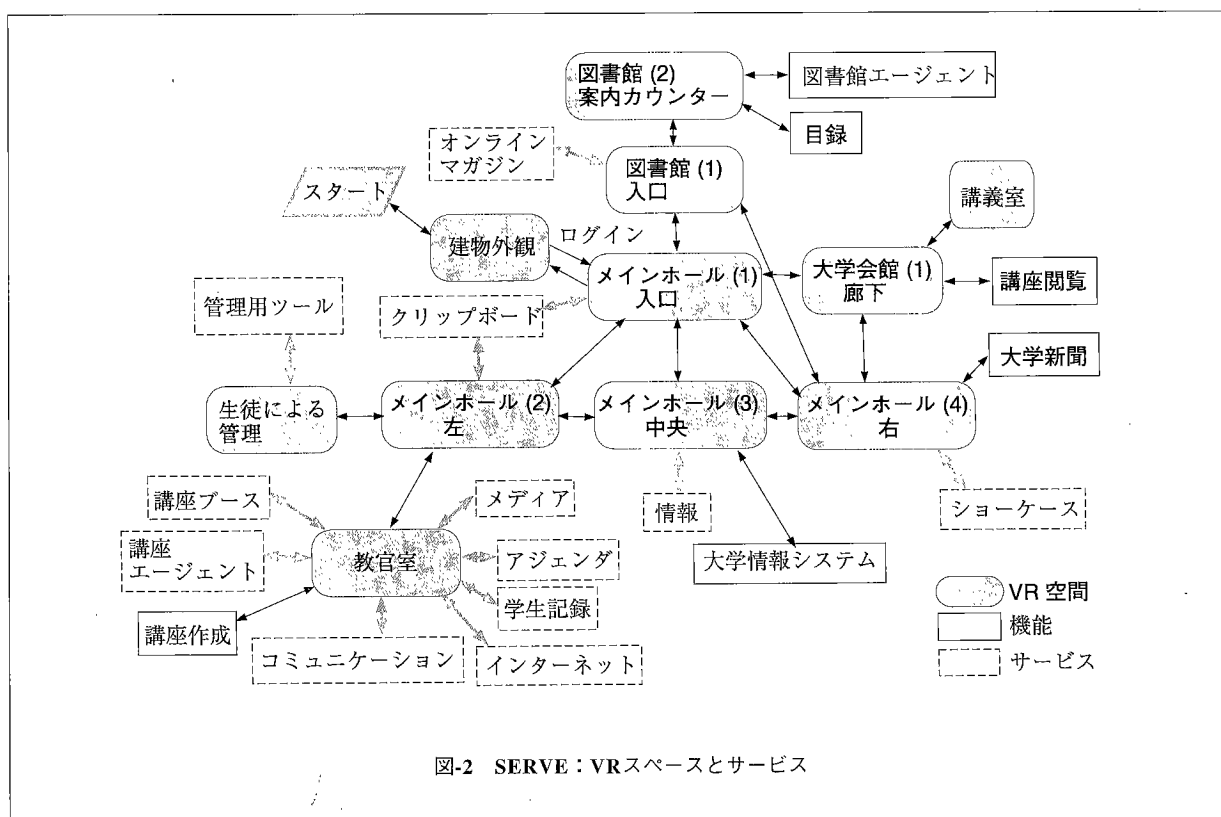 図書館 (2)
案内カウンター
図書館エージェント
目録
オンライン
マガジン
図書館 (1)
入口
スタート
講義室
建物外観
ログイン
メインホール (1)
入口
大学会館 (1)
廊下
講座閲覧
管理用ツール
クリップボード
大学新聞
生徒による
管理
メインホール (2)
左
メインホール (3)
中央
メインホール (4)
右
講座ブース
メディア
情報
ショーケース
講座
エージェント
教官室
アジェンダ
大学情報システム
学生記録
講座作成
コミュニケーション
インターネット
VR 空間
機能
サービス
図-2 SERVE：VRスペースとサービス